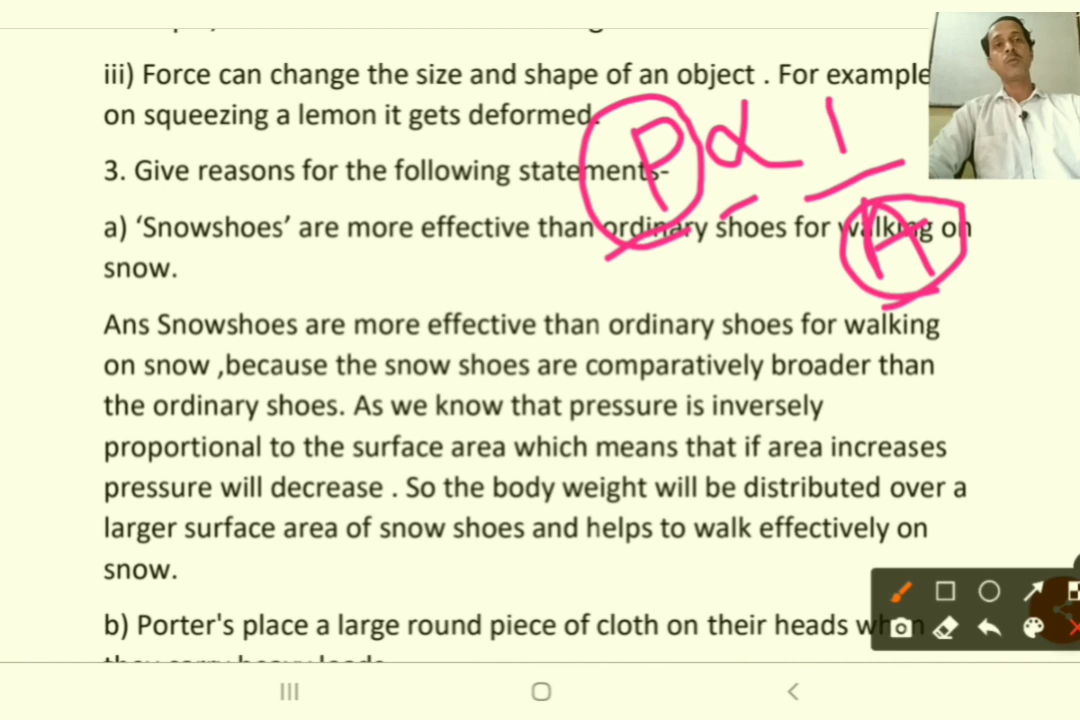 iii) Force can change the size and shape of an object . For example
on squeezing a lemon it gets deformed.
P ∝ 1
A
3. Give reasons for the following statements-
a) ‘Snowshoes’ are more effective than ordinary shoes for walking on
snow.
Ans Snowshoes are more effective than ordinary shoes for walking
on snow ,because the snow shoes are comparatively broader than
the ordinary shoes. As we know that pressure is inversely
proportional to the surface area which means that if area increases
pressure will decrease . So the body weight will be distributed over a
larger surface area of snow shoes and helps to walk effectively on
snow.
b) Porter's place a large round piece of cloth on their heads when